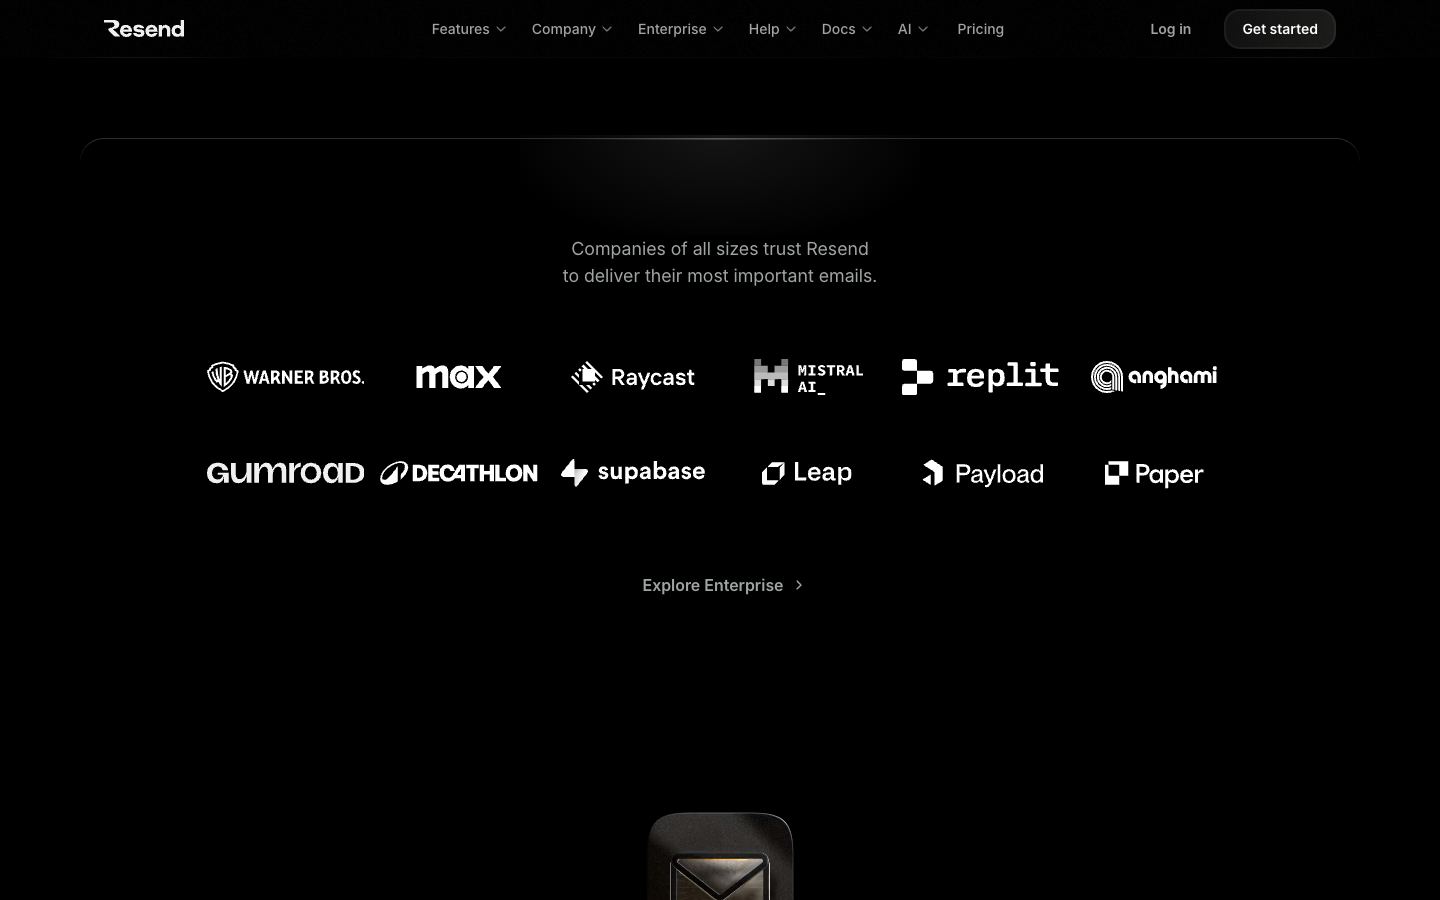 Resend
Features
Company
Enterprise
Help
Docs
AI
Pricing
Log in
Get started
Companies of all sizes trust Resend
to deliver their most important emails.
WB WARNER BROS.
max
Raycast
MISTRAL
AI_
replit
anghami
GUMROAD
DECATHLON
supabase
Leap
Payload
Paper
Explore Enterprise